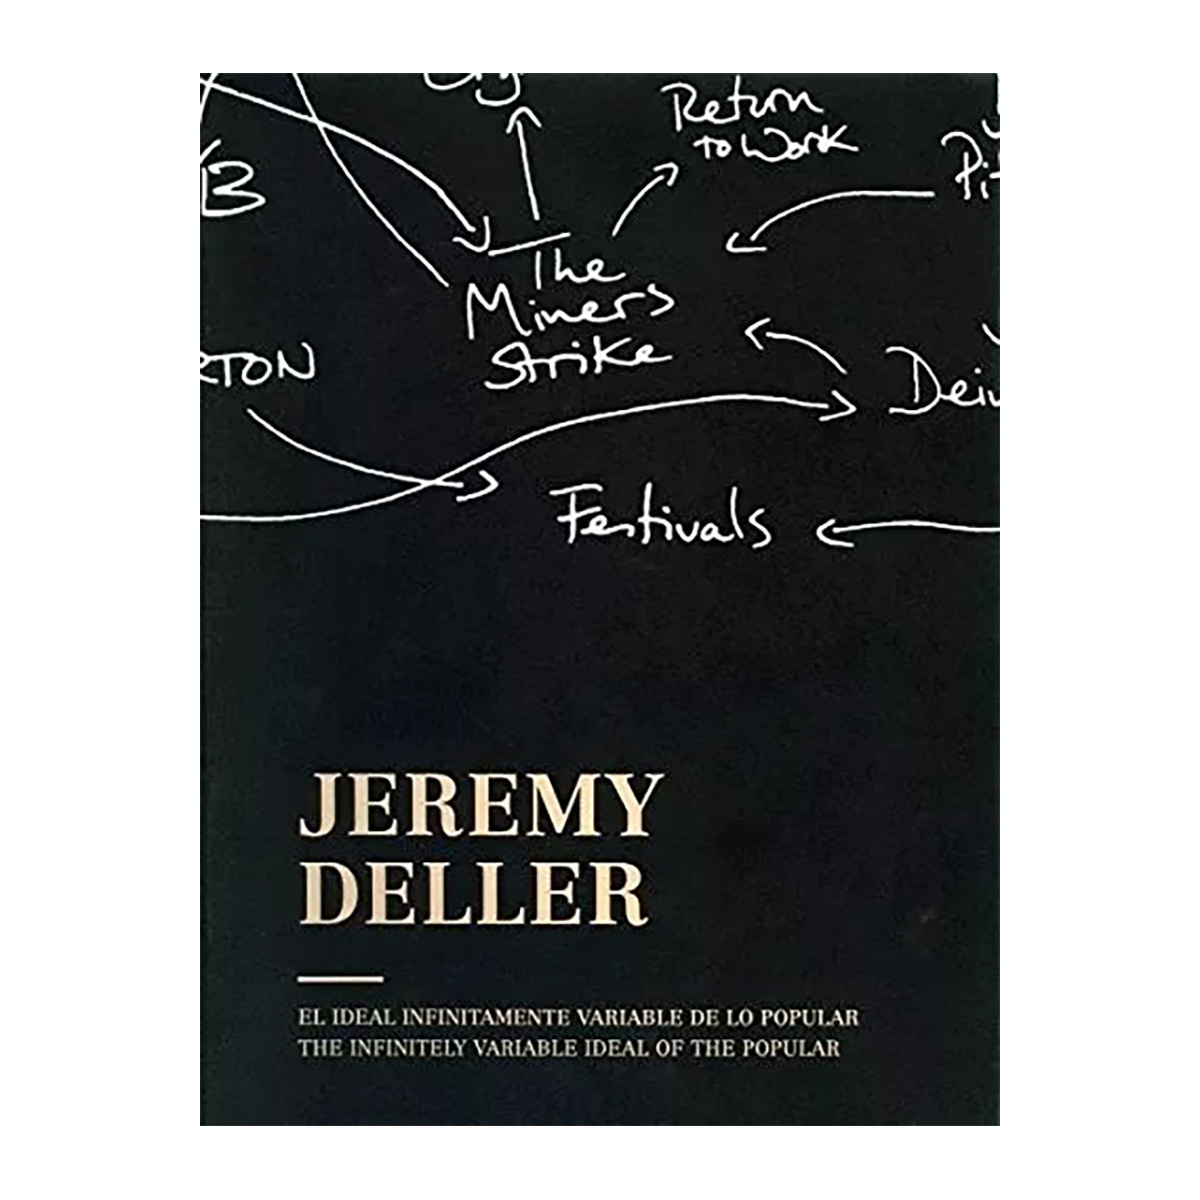 Return
to Work
The
Miners
Strike
Festivals
JEREMY
DELLER
EL IDEAL INFINITAMENTE VARIABLE DE LO POPULAR
THE INFINITELY VARIABLE IDEAL OF THE POPULAR